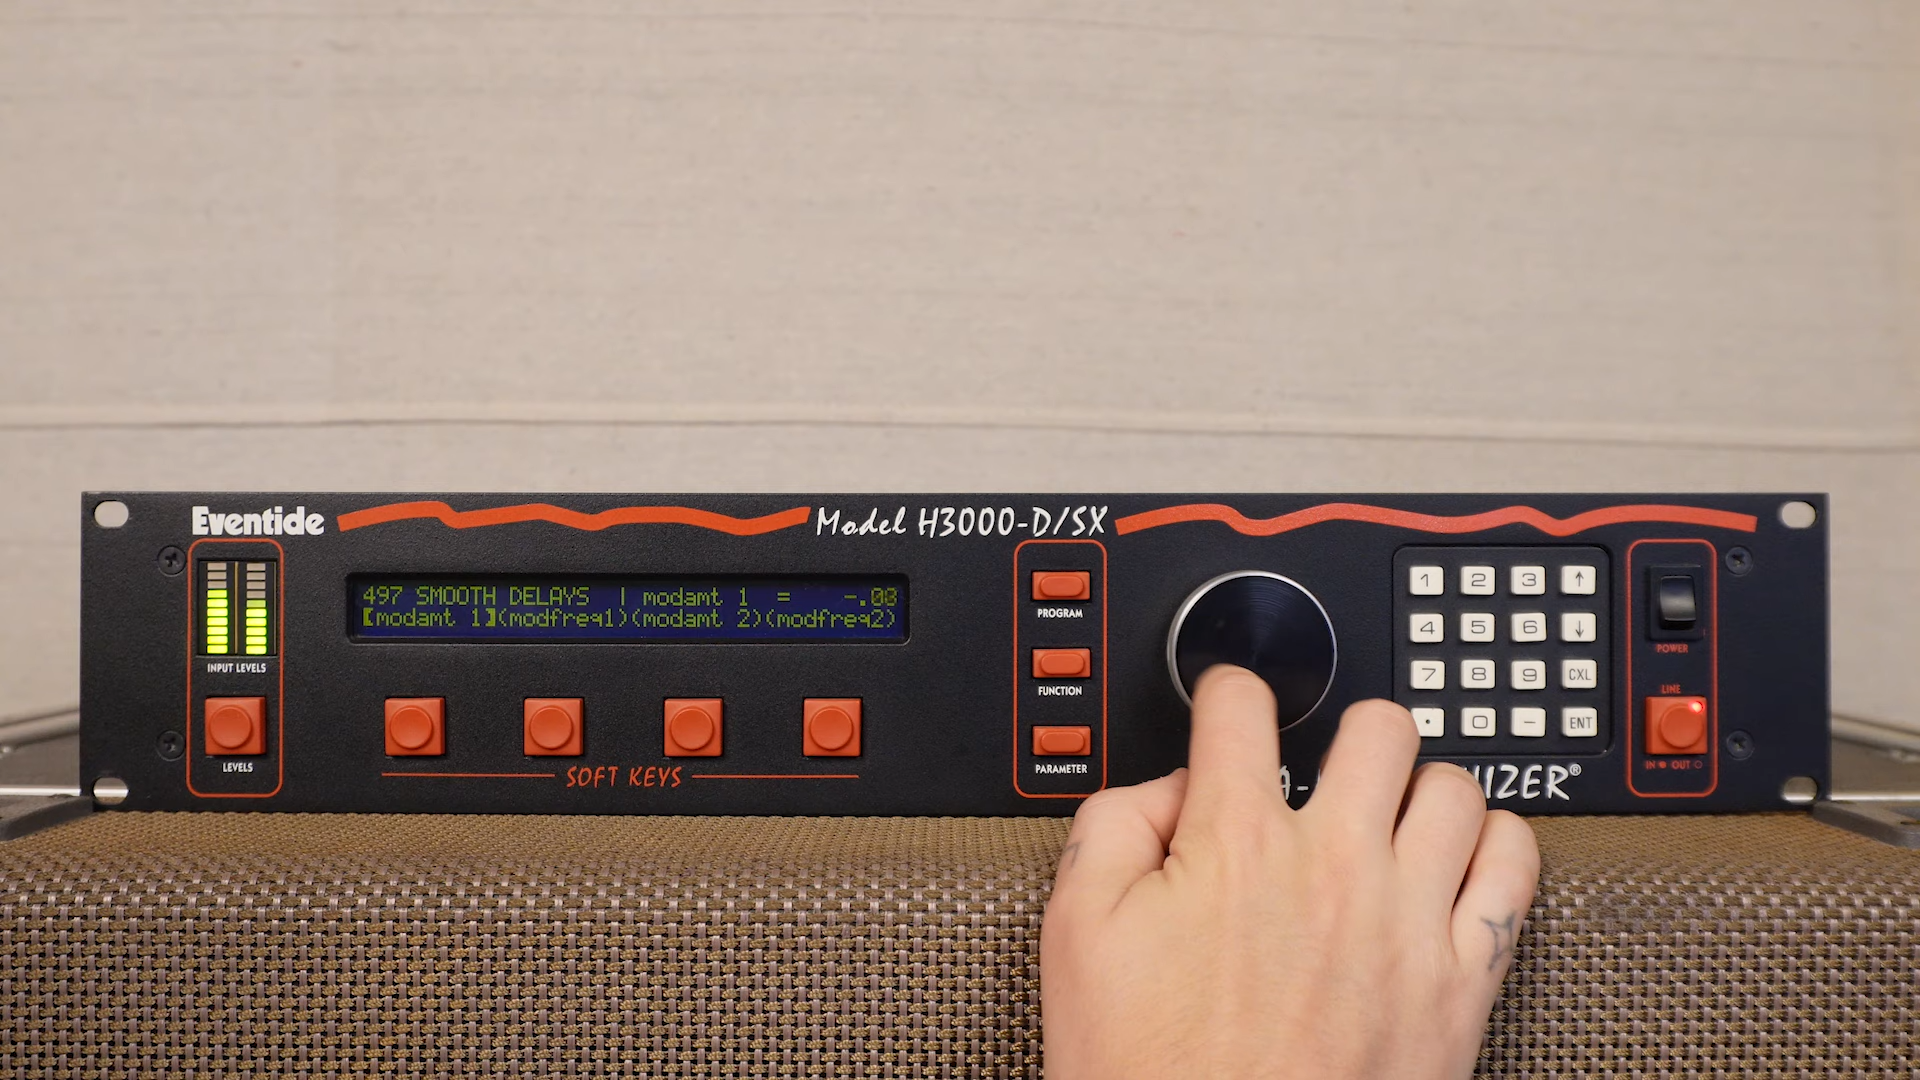 Eventide
Model H3000-D/SX
497 SMOOTH DELAYS | modamt 1 = -.03
[modamt 1](modfreq1)(modamt 2)(modfreq2)
INPUT LEVELS
LEVELS
SOFT KEYS
PROGRAM
FUNCTION
PARAMETER
1 2 3 ↑
4 5 6 ↓
7 8 9 CXL
• 0 – ENT
POWER
LINE
IN OUT
IZER®